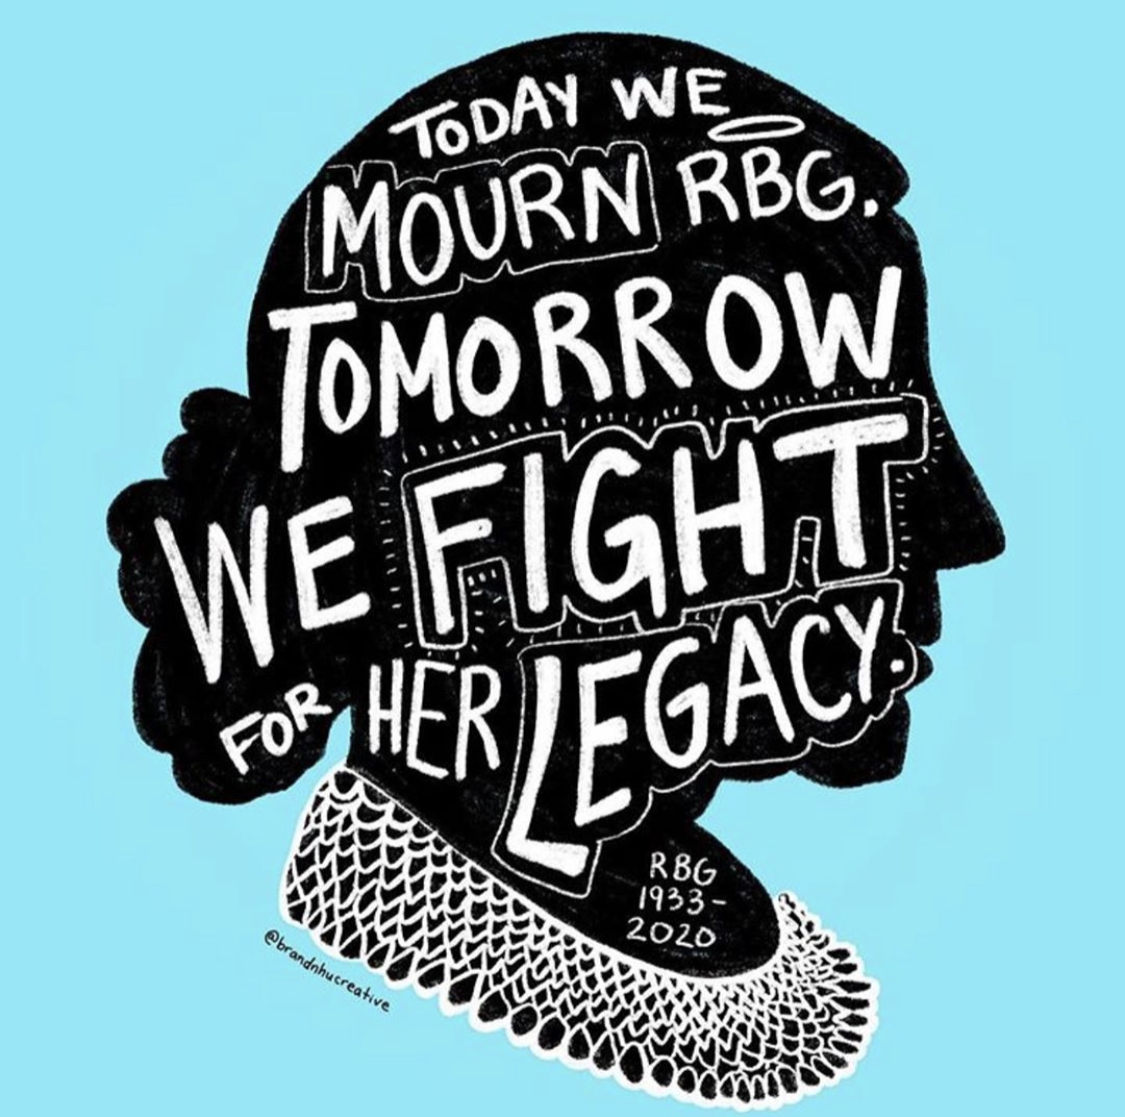 TODAY WE
MOURN RBG.
TOMORROW
WE FIGHT
FOR HER LEGACY.
RBG
1933-
2020
@brandnhucreative